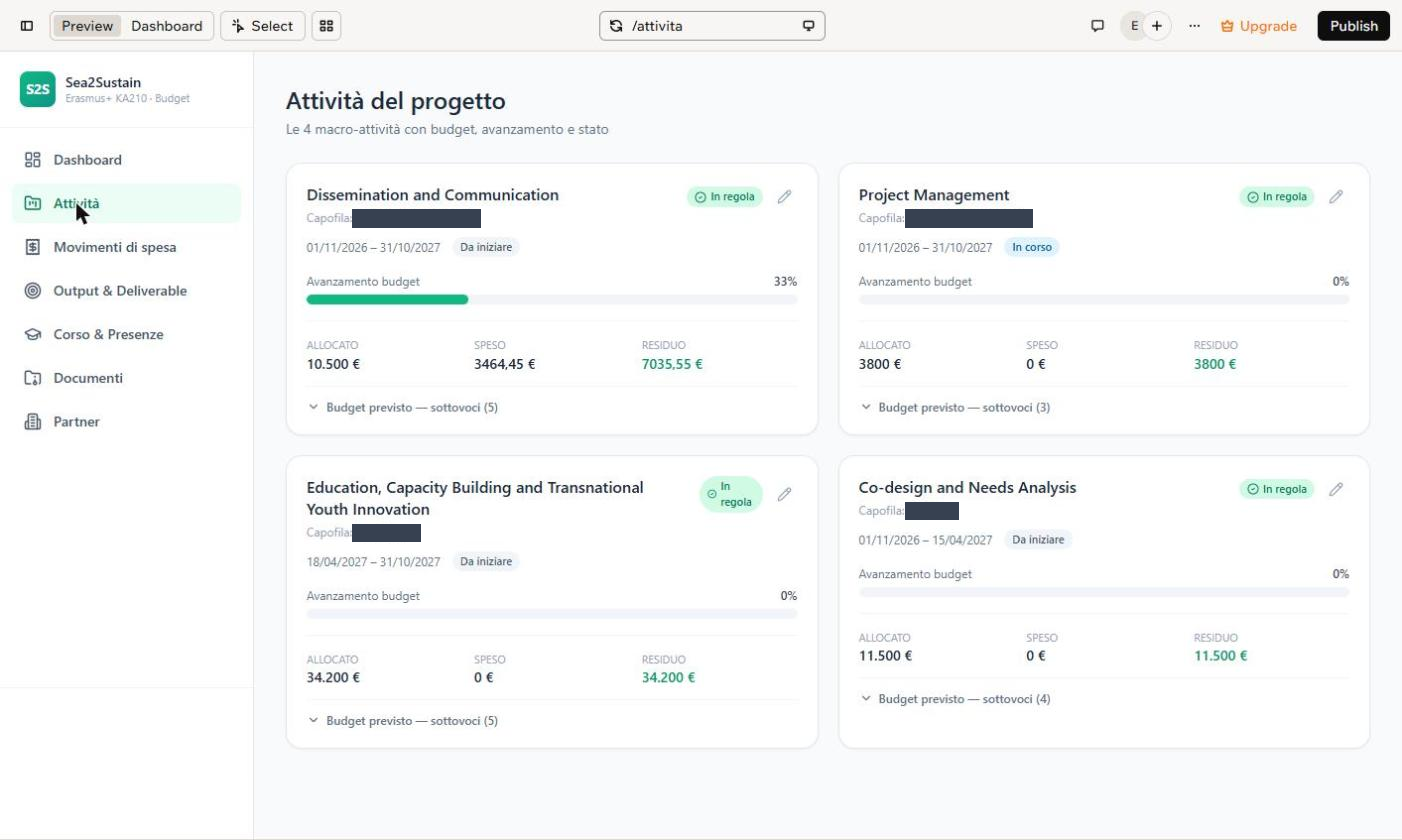 Preview Dashboard Select /attivita E Upgrade Publish
S2S Sea2Sustain
Erasmus+ KA210 · Budget
Dashboard
Attività
Movimenti di spesa
Output & Deliverable
Corso & Presenze
Documenti
Partner
Attività del progetto
Le 4 macro-attività con budget, avanzamento e stato
Dissemination and Communication In regola
Capofila:
01/11/2026 – 31/10/2027 Da iniziare
Avanzamento budget 33%
ALLOCATO SPESO RESIDUO
10.500 € 3464,45 € 7035,55 €
Budget previsto — sottovoci (5)
Project Management In regola
Capofila:
01/11/2026 – 31/10/2027 In corso
Avanzamento budget 0%
ALLOCATO SPESO RESIDUO
3800 € 0 € 3800 €
Budget previsto — sottovoci (3)
Education, Capacity Building and Transnational
Youth Innovation
In
regola
Capofila:
18/04/2027 – 31/10/2027 Da iniziare
Avanzamento budget 0%
ALLOCATO SPESO RESIDUO
34.200 € 0 € 34.200 €
Budget previsto — sottovoci (5)
Co-design and Needs Analysis In regola
Capofila:
01/11/2026 – 15/04/2027 Da iniziare
Avanzamento budget 0%
ALLOCATO SPESO RESIDUO
11.500 € 0 € 11.500 €
Budget previsto — sottovoci (4)